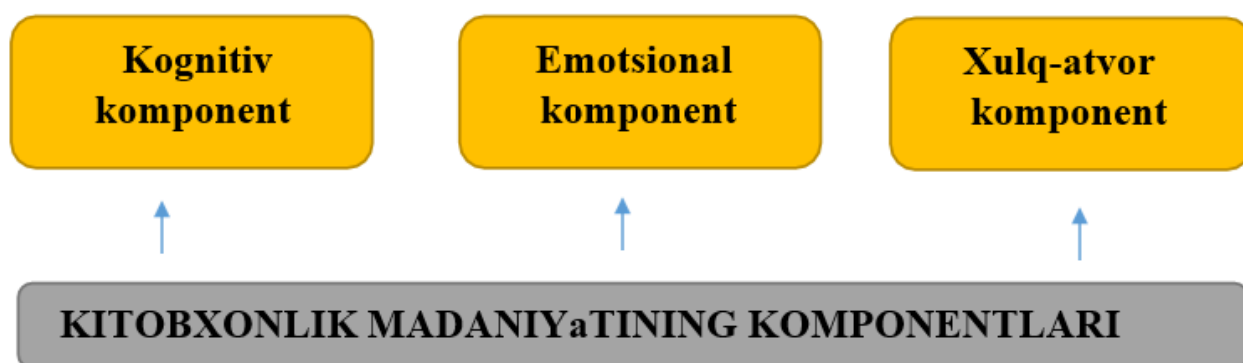 Kognitiv
komponent
Emotsional
komponent
Xulq-atvor
komponent
KITOBXONLIK MADANIYaTINING KOMPONENTLARI